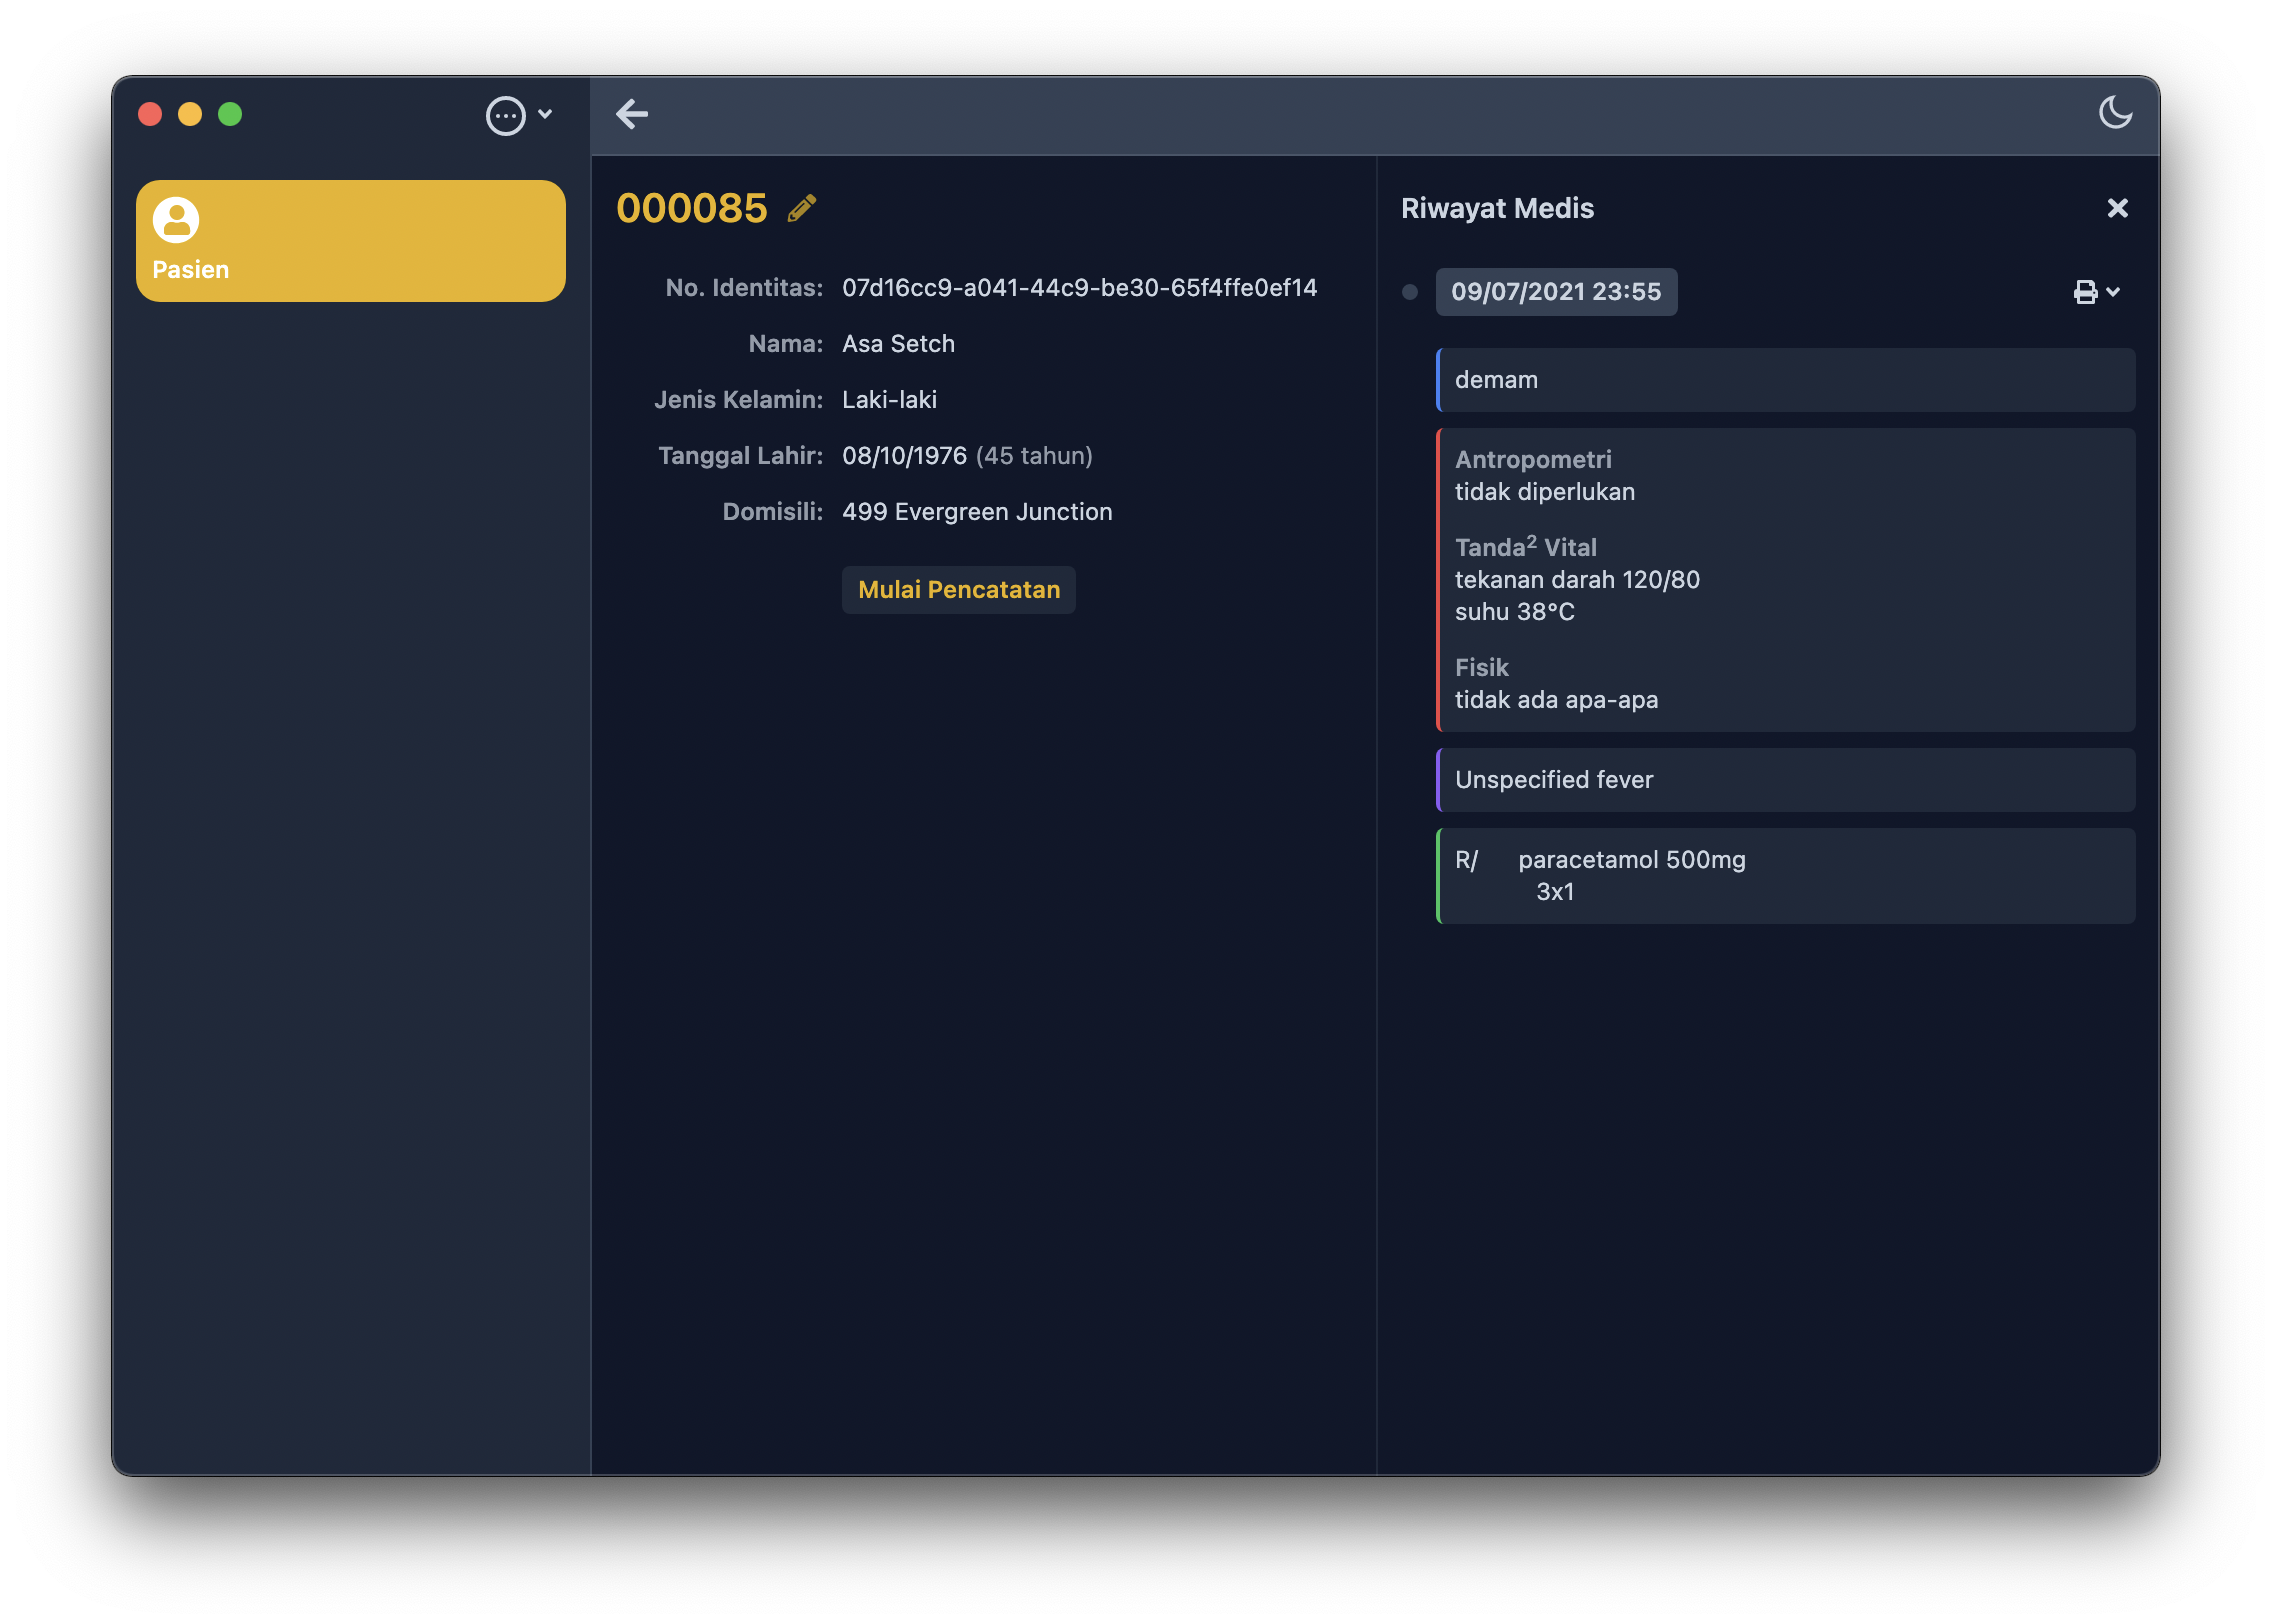 Pasien
000085
No. Identitas: 07d16cc9-a041-44c9-be30-65f4ffe0ef14
Nama: Asa Setch
Jenis Kelamin: Laki-laki
Tanggal Lahir: 08/10/1976 (45 tahun)
Domisili: 499 Evergreen Junction
Mulai Pencatatan
Riwayat Medis
09/07/2021 23:55
demam
Antropometri
tidak diperlukan
Tanda² Vital
tekanan darah 120/80
suhu 38°C
Fisik
tidak ada apa-apa
Unspecified fever
R/ paracetamol 500mg
3x1